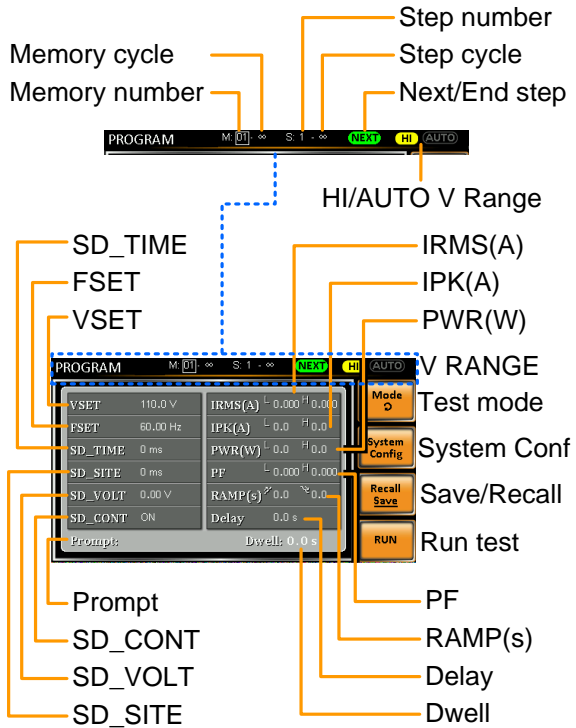 Step number
Memory cycle
Step cycle
Memory number
Next/End step
PROGRAM M: 01 - ∞ S: 1 - ∞ NEXT HI AUTO
HI/AUTO V Range
SD_TIME
IRMS(A)
FSET
IPK(A)
VSET
PWR(W)
PROGRAM M: 01 - ∞ S: 1 - ∞ NEXT HI AUTO
V RANGE
VSET 110.0 V IRMS(A) L 0.000 H 0.000
Mode
Test mode
FSET 60.00 Hz IPK(A) L 0.0 H 0.0
SD_TIME 0 ms PWR(W) L 0.0 H 0.0
System
Config
System Conf
SD_SITE 0 ms PF L 0.000 H 0.000
SD_VOLT 0.00 V RAMP(s) 0.0 0.0
Recall
Save
Save/Recall
SD_CONT ON Delay 0.0 s
Prompt: Dwell: 0.0 s
RUN
Run test
Prompt
PF
SD_CONT
RAMP(s)
SD_VOLT
Delay
SD_SITE
Dwell